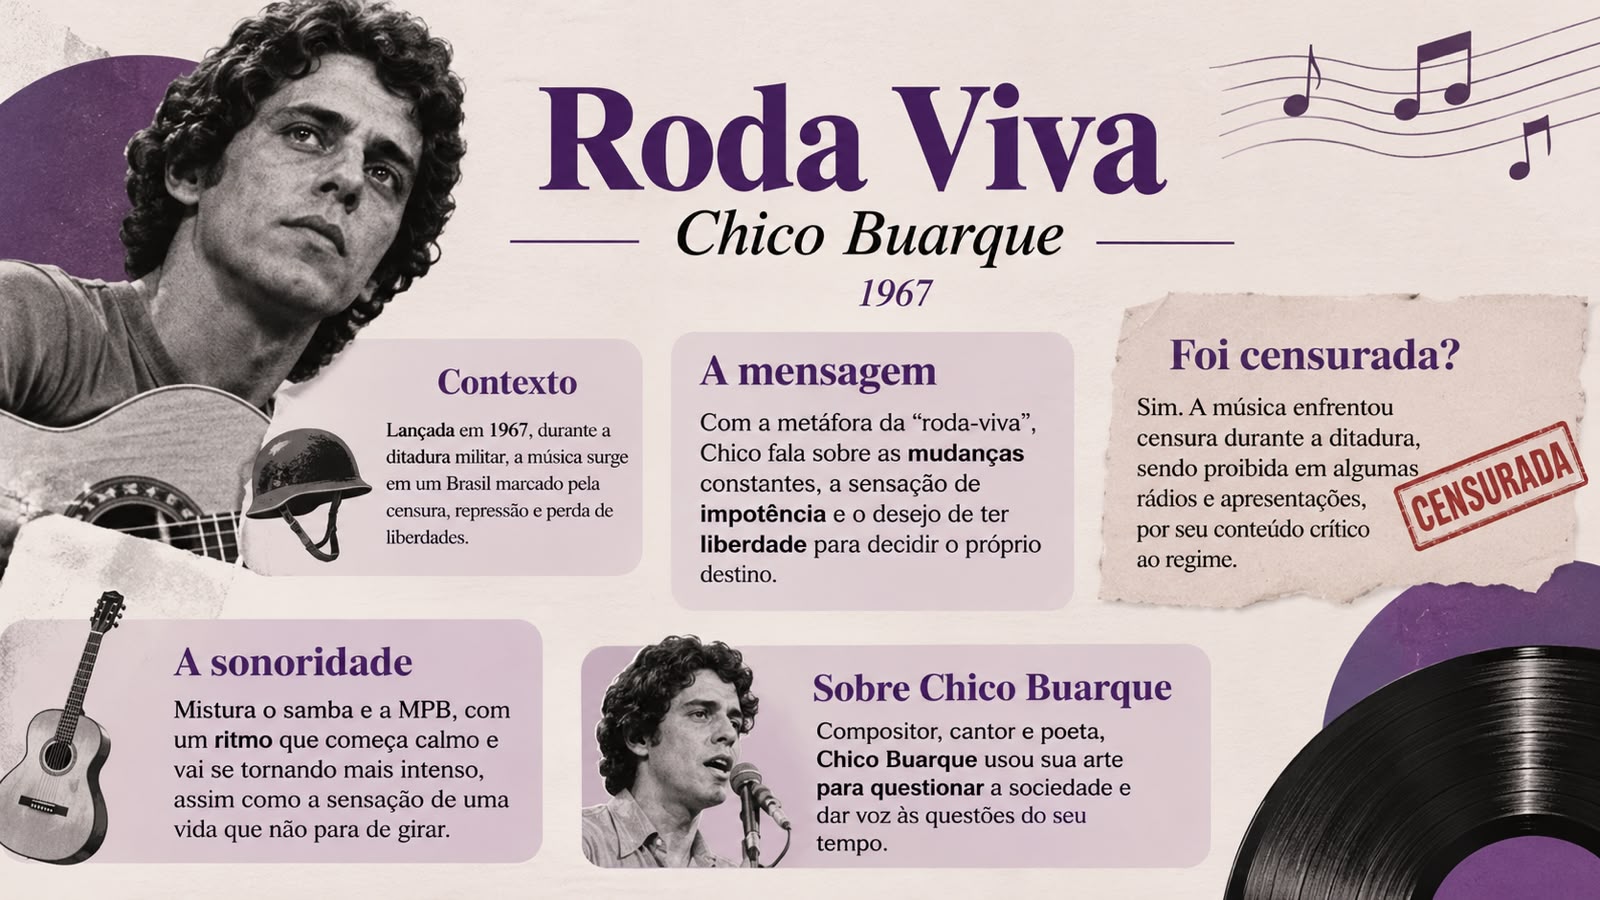 Roda Viva
Chico Buarque
1967
Contexto
Lançada em 1967, durante a
ditadura militar, a música surge
em um Brasil marcado pela
censura, repressão e perda de
liberdades.
A mensagem
Com a metáfora da “roda-viva”,
Chico fala sobre as mudanças
constantes, a sensação de
impotência e o desejo de ter
liberdade para decidir o próprio
destino.
Foi censurada?
Sim. A música enfrentou
censura durante a ditadura,
sendo proibida em algumas
rádios e apresentações,
por seu conteúdo crítico
ao regime.
CENSURADA
A sonoridade
Mistura o samba e a MPB, com
um ritmo que começa calmo e
vai se tornando mais intenso,
assim como a sensação de uma
vida que não para de girar.
Sobre Chico Buarque
Compositor, cantor e poeta,
Chico Buarque usou sua arte
para questionar a sociedade e
dar voz às questões do seu
tempo.